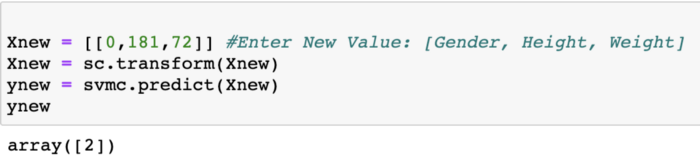 Xnew = [[0,181,72]] #Enter New Value: [Gender, Height, Weight]
Xnew = sc.transform(Xnew)
ynew = svmc.predict(Xnew)
ynew
array([2])